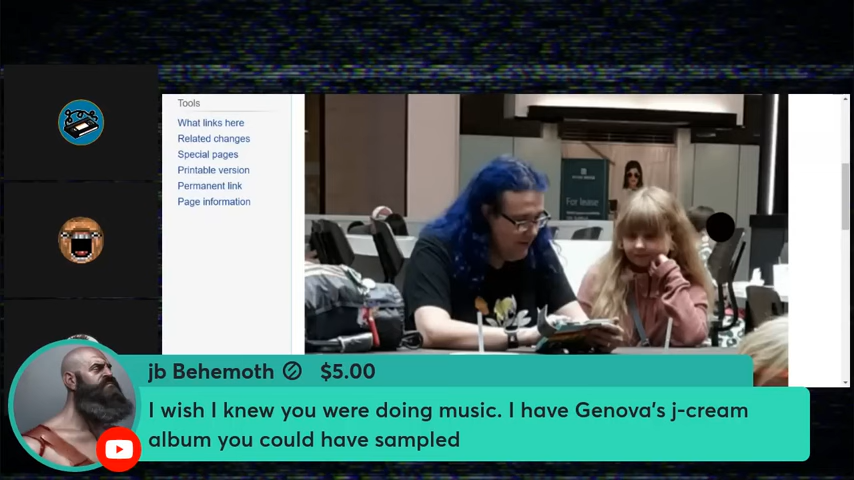 Tools
What links here
Related changes
Special pages
Printable version
Permanent link
Page information
For lease
jb Behemoth $5.00
I wish I knew you were doing music. I have Genova's j-cream
album you could have sampled